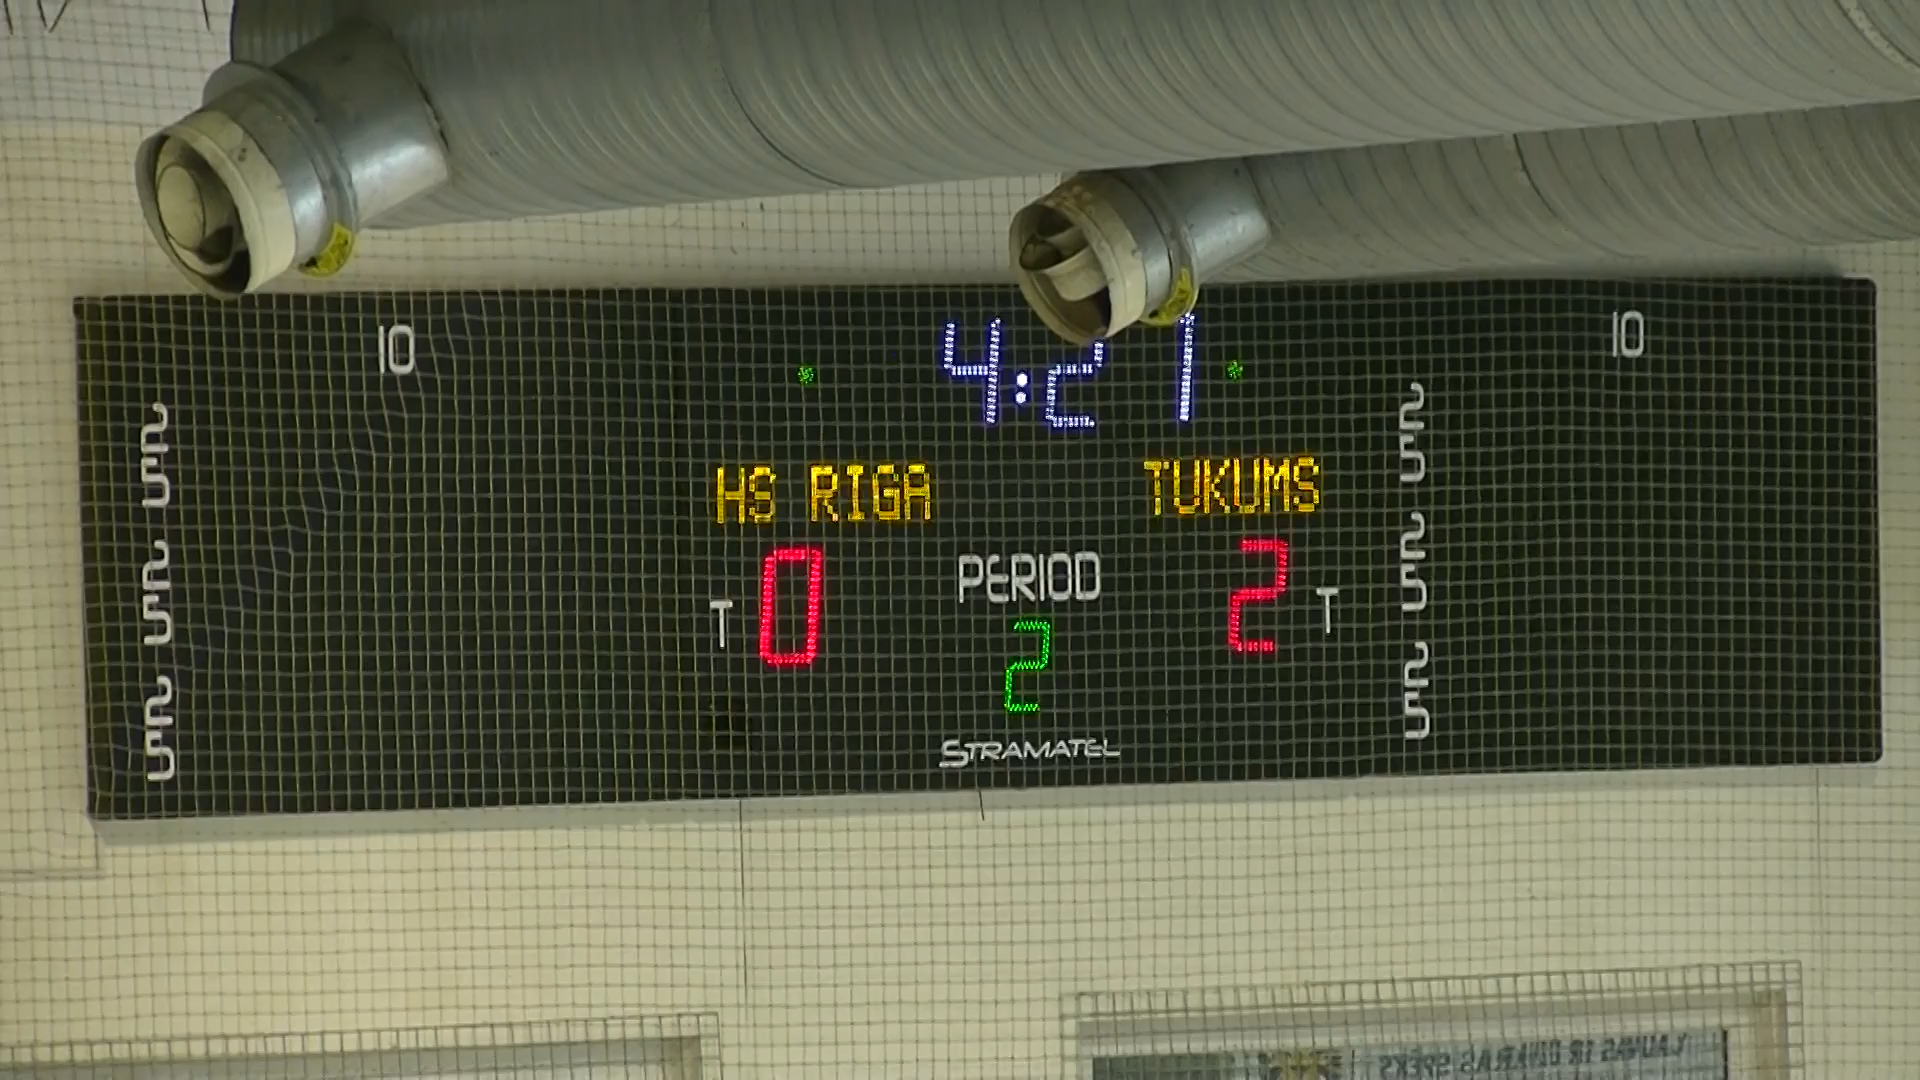 10
10
4:21
HS RIGA
TUKUMS
T 0
PERIOD
2 T
2
STRAMATEL